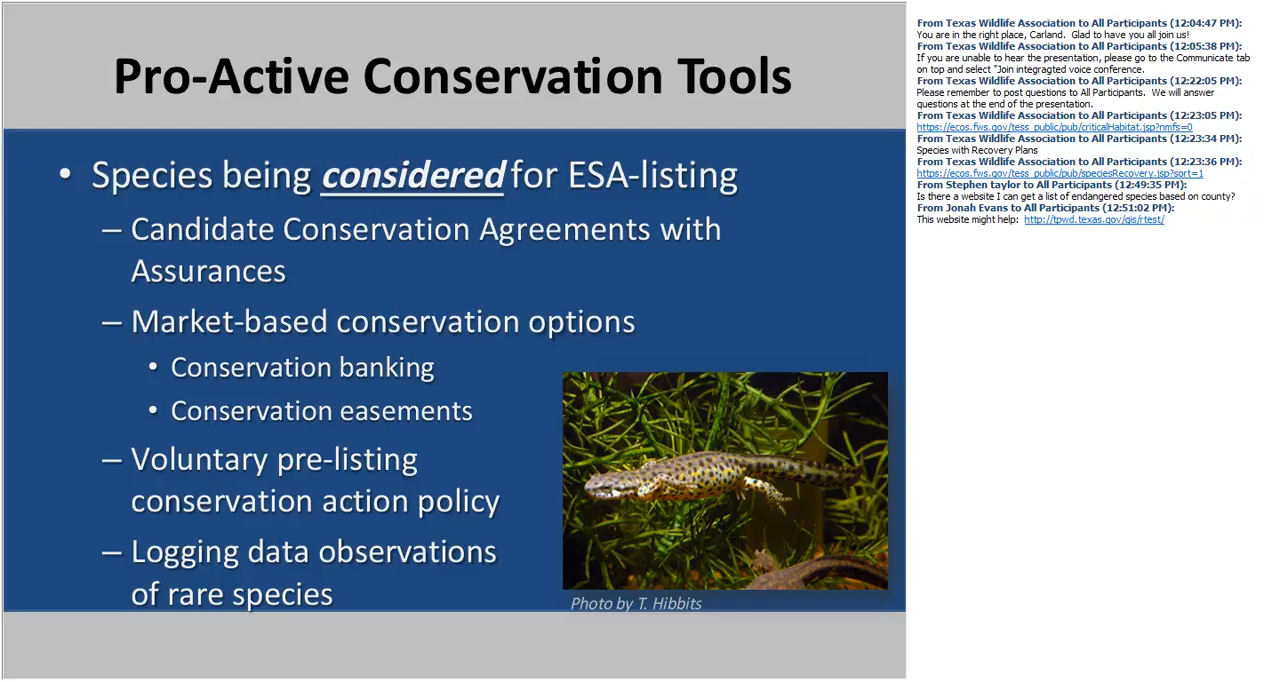 Pro-Active Conservation Tools
• Species being considered for ESA-listing
– Candidate Conservation Agreements with
Assurances
– Market-based conservation options
• Conservation banking
• Conservation easements
– Voluntary pre-listing
conservation action policy
– Logging data observations
of rare species
Photo by T. Hibbits
From Texas Wildlife Association to All Participants (12:04:47 PM):
You are in the right place, Carland.  Glad to have you all join us!
From Texas Wildlife Association to All Participants (12:05:38 PM):
If you are unable to hear the presentation, please go to the Communicate tab
on top and select "Join integragted voice conference.
From Texas Wildlife Association to All Participants (12:22:05 PM):
Please remember to post questions to All Participants.  We will answer
questions at the end of the presentation.
From Texas Wildlife Association to All Participants (12:23:05 PM):
https://ecos.fws.gov/tess_public/pub/criticalHabitat.jsp?nmfs=0
From Texas Wildlife Association to All Participants (12:23:34 PM):
Species with Recovery Plans
From Texas Wildlife Association to All Participants (12:23:36 PM):
https://ecos.fws.gov/tess_public/pub/speciesRecovery.jsp?sort=1
From Stephen taylor to All Participants (12:49:35 PM):
Is there a website I can get a list of endangered species based on county?
From Jonah Evans to All Participants (12:51:02 PM):
This website might help:  http://tpwd.texas.gov/gis/rtest/